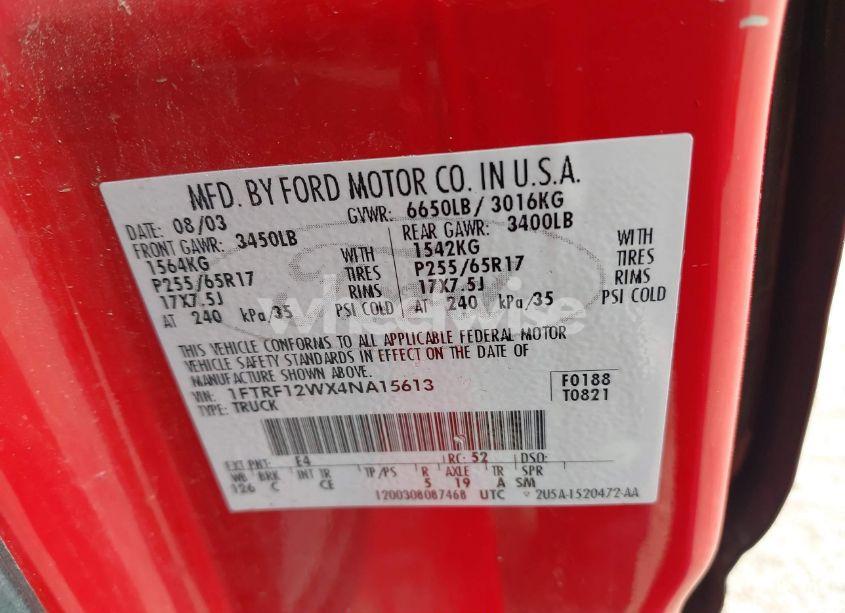 MFD. BY FORD MOTOR CO. IN U.S.A.
DATE: 08/03 GVWR: 6650LB/ 3016KG
FRONT GAWR: 3450LB REAR GAWR: 3400LB
1564KG WITH 1542KG WITH
P255/65R17 TIRES P255/65R17 TIRES
17X7.5J RIMS 17X7.5J RIMS
AT 240 kPa/35 PSI COLD AT 240 kPa/35 PSI COLD
wheelwise
THIS VEHICLE CONFORMS TO ALL APPLICABLE FEDERAL MOTOR
VEHICLE SAFETY STANDARDS IN EFFECT ON THE DATE OF
MANUFACTURE SHOWN ABOVE.
VIN: 1FTRF12WX4NA15613 F0188
TYPE: TRUCK T0821
EXT PNT: E4 RC: 52 DSO:
WB BRK INT TR TP/PS R AXLE TR SPR
126 C CE 5 19 A SM
1200308087468 UTC 2U5A-1520472-AA